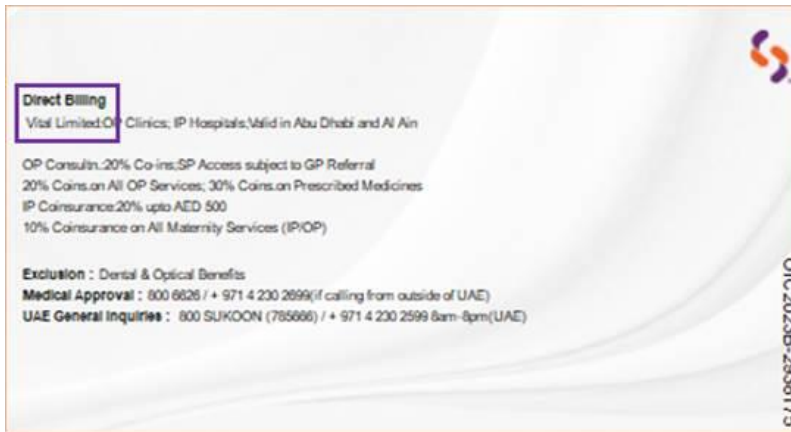 Direct Billing
Vital Limited:OP Clinics; IP Hospitals;Valid in Abu Dhabi and Al Ain
OP Consultn.:20% Co-ins;SP Access subject to GP Referral
20% Coins.on All OP Services; 30% Coins.on Prescribed Medicines
IP Coinsurance:20% upto AED 500
10% Coinsurance on All Maternity Services (IP/OP)
Exclusion : Dental & Optical Benefits
Medical Approval : 800 6626 / + 971 4 230 2699(if calling from outside of UAE)
UAE General Inquiries : 800 SUKOON (785666) / + 971 4 230 2599 8am-8pm(UAE)